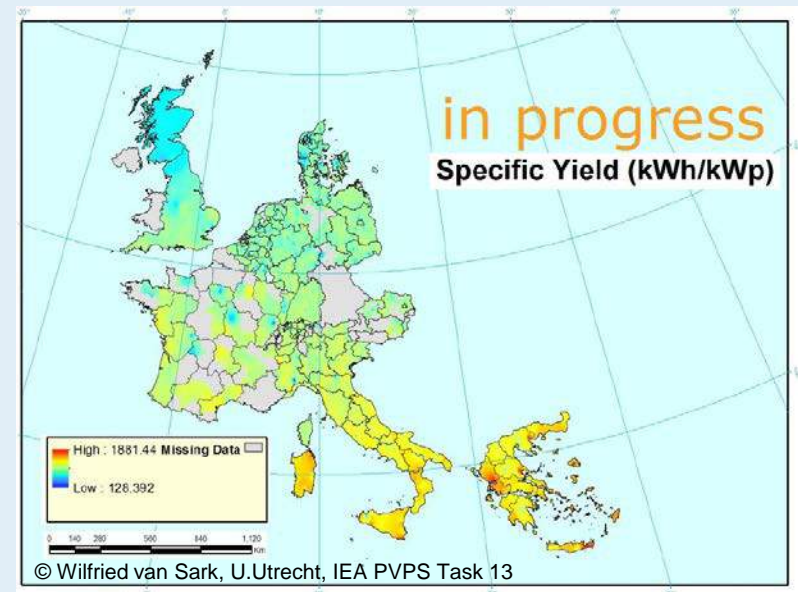 in progress
Specific Yield (kWh/kWp)
High : 1881.44 Missing Data
Low : 128.392
0 140 280 560 840 1,120
Km
© Wilfried van Sark, U.Utrecht, IEA PVPS Task 13